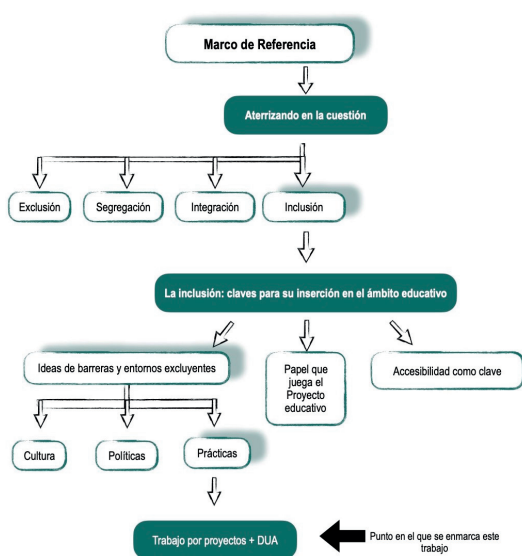 Marco de Referencia
Aterrizando en la cuestión
Exclusión
Segregación
Integración
Inclusión
La inclusión: claves para su inserción en el ámbito educativo
Ideas de barreras y entornos excluyentes
Papel que
juega el
Proyecto
educativo
Accesibilidad como clave
Cultura
Políticas
Prácticas
Trabajo por proyectos + DUA
Punto en el que se enmarca este
trabajo